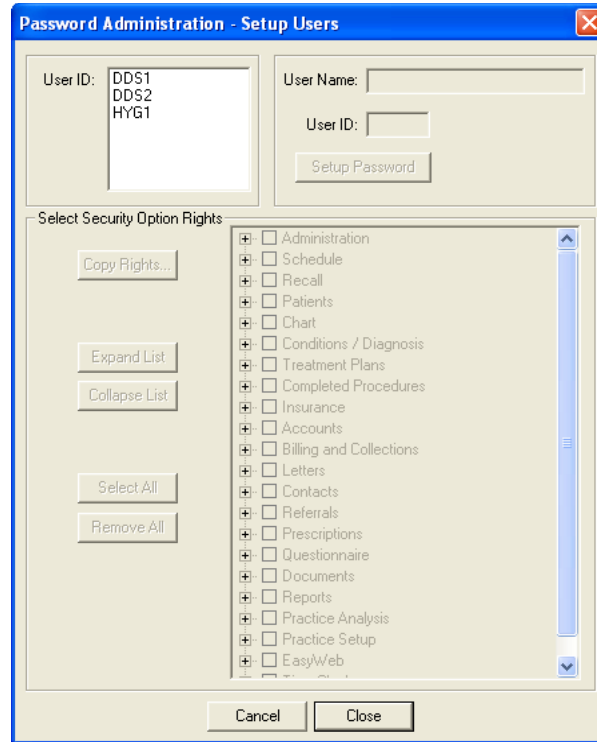 Password Administration - Setup Users
User ID:
DDS1
DDS2
HYG1
User Name:
User ID:
Setup Password
Select Security Option Rights
Copy Rights...
Expand List
Collapse List
Select All
Remove All
Administration
Schedule
Recall
Patients
Chart
Conditions / Diagnosis
Treatment Plans
Completed Procedures
Insurance
Accounts
Billing and Collections
Letters
Contacts
Referrals
Prescriptions
Questionnaire
Documents
Reports
Practice Analysis
Practice Setup
EasyWeb
Cancel
Close